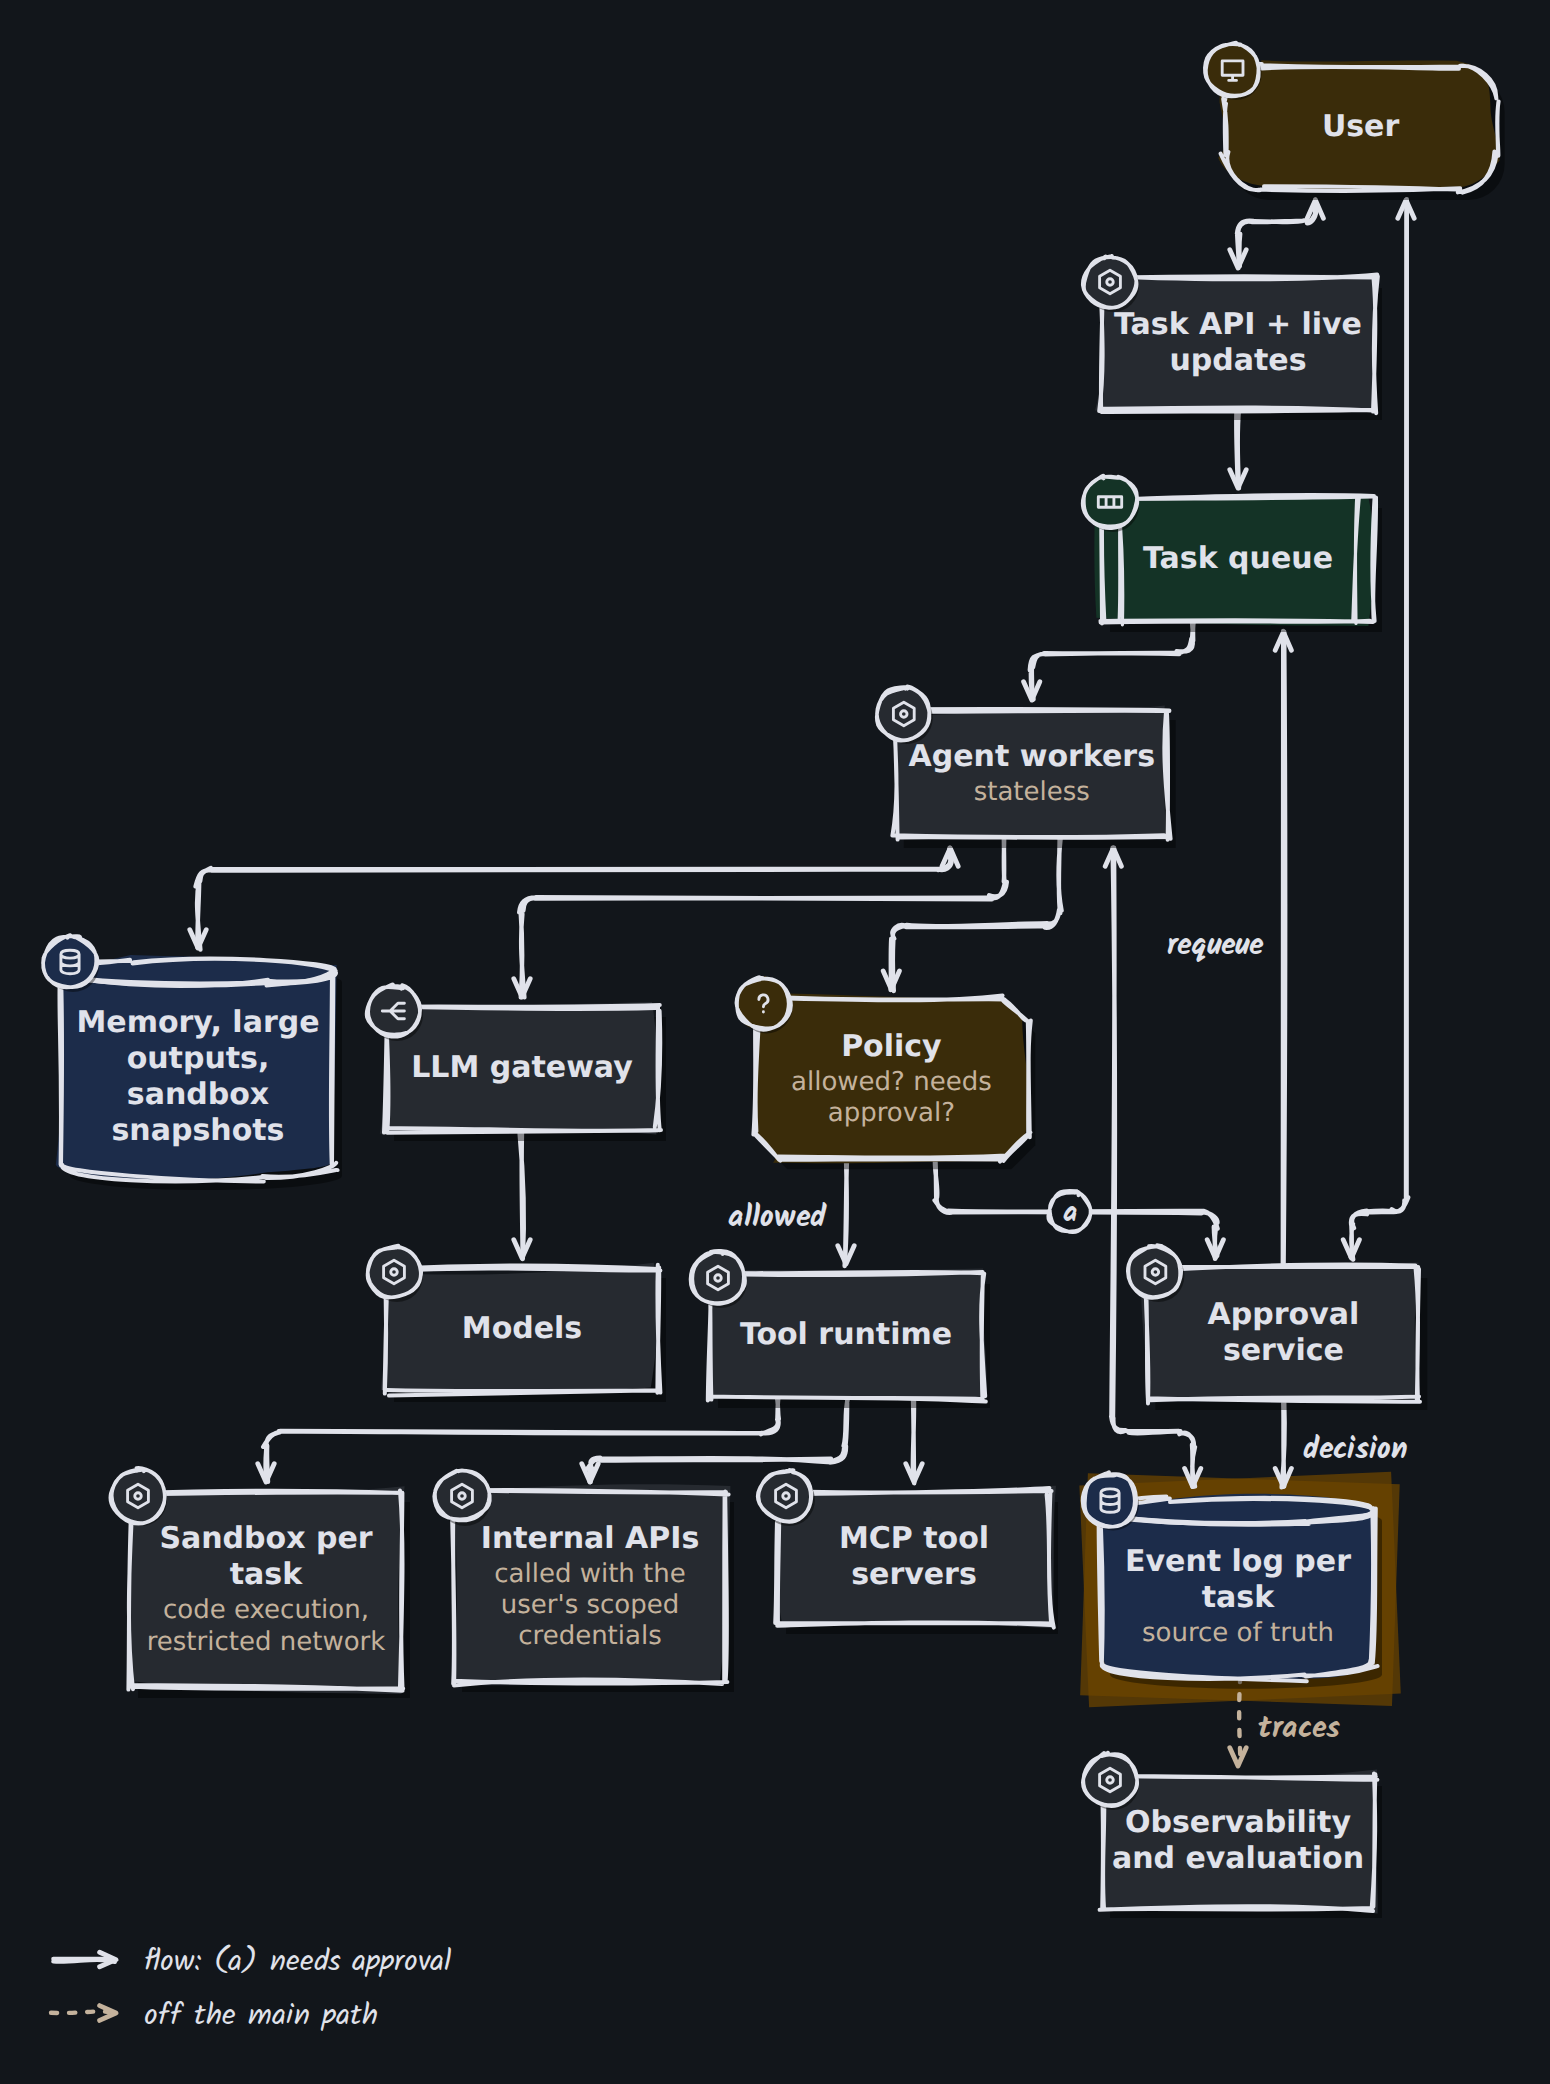 User
Task API + live
updates
Task queue
Agent workers
stateless
requeue
Memory, large
outputs,
sandbox
snapshots
LLM gateway
Policy
allowed? needs
approval?
allowed
a
Models
Tool runtime
Approval
service
decision
Sandbox per
task
code execution,
restricted network
Internal APIs
called with the
user's scoped
credentials
MCP tool
servers
Event log per
task
source of truth
traces
Observability
and evaluation
flow: (a) needs approval
off the main path